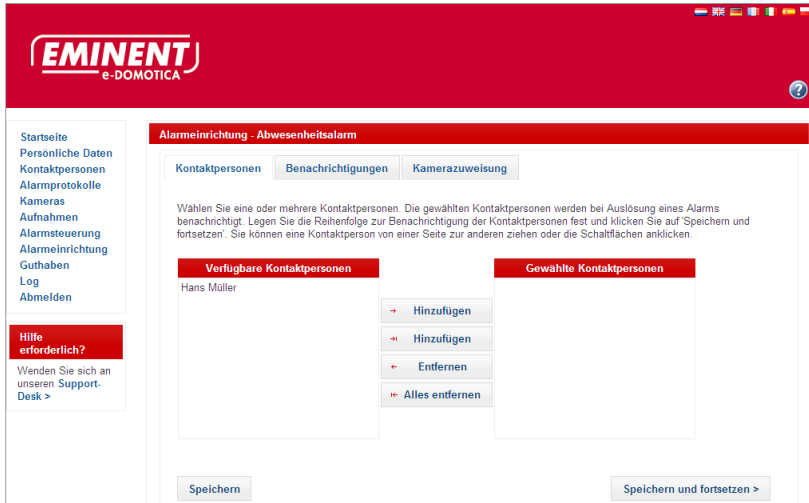 EMINENT
e-DOMOTICA
?
Startseite
Persönliche Daten
Kontaktpersonen
Alarmprotokolle
Kameras
Aufnahmen
Alarmsteuerung
Alarmeinrichtung
Guthaben
Log
Abmelden
Hilfe
erforderlich?
Wenden Sie sich an
unseren Support-
Desk >
Alarmeinrichtung - Abwesenheitsalarm
Kontaktpersonen Benachrichtigungen Kamerazuweisung
Wählen Sie eine oder mehrere Kontaktpersonen. Die gewählten Kontaktpersonen werden bei Auslösung eines Alarms
benachrichtigt. Legen Sie die Reihenfolge zur Benachrichtigung der Kontaktpersonen fest und klicken Sie auf 'Speichern und
fortsetzen'. Sie können eine Kontaktperson von einer Seite zur anderen ziehen oder die Schaltflächen anklicken.
Verfügbare Kontaktpersonen
Hans Müller
Hinzufügen
Hinzufügen
Entfernen
Alles entfernen
Gewählte Kontaktpersonen
Speichern
Speichern und fortsetzen >